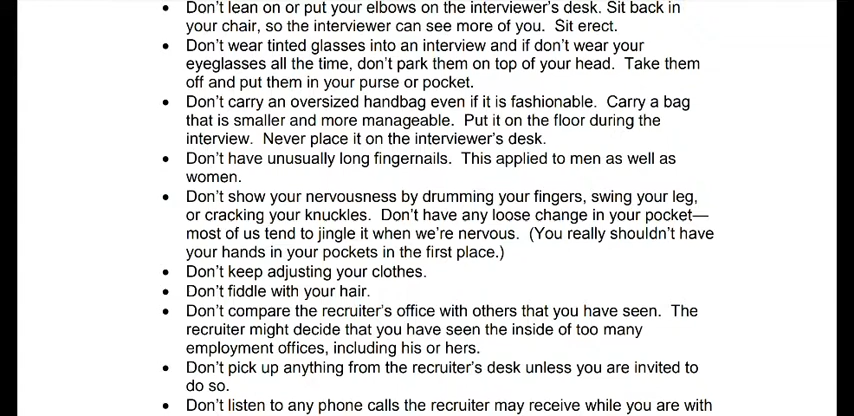 • Don't lean on or put your elbows on the interviewer's desk. Sit back in
your chair, so the interviewer can see more of you.  Sit erect.
• Don't wear tinted glasses into an interview and if don't wear your
eyeglasses all the time, don't park them on top of your head.  Take them
off and put them in your purse or pocket.
• Don't carry an oversized handbag even if it is fashionable.  Carry a bag
that is smaller and more manageable.  Put it on the floor during the
interview.  Never place it on the interviewer's desk.
• Don't have unusually long fingernails.  This applied to men as well as
women.
• Don't show your nervousness by drumming your fingers, swing your leg,
or cracking your knuckles.  Don't have any loose change in your pocket—
most of us tend to jingle it when we're nervous.  (You really shouldn't have
your hands in your pockets in the first place.)
• Don't keep adjusting your clothes.
• Don't fiddle with your hair.
• Don't compare the recruiter's office with others that you have seen.  The
recruiter might decide that you have seen the inside of too many
employment offices, including his or hers.
• Don't pick up anything from the recruiter's desk unless you are invited to
do so.
• Don't listen to any phone calls the recruiter may receive while you are with